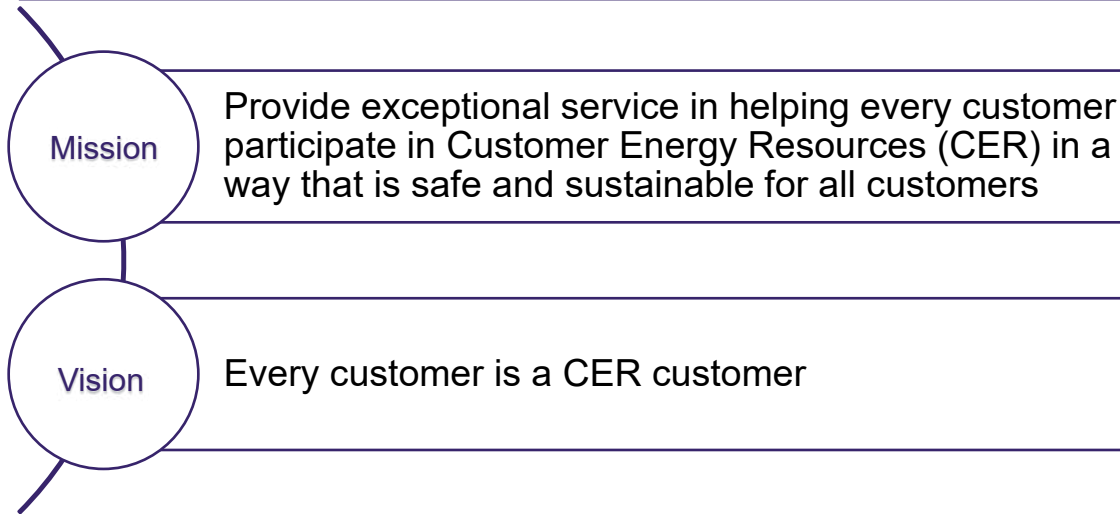 Mission
Provide exceptional service in helping every customer
participate in Customer Energy Resources (CER) in a
way that is safe and sustainable for all customers
Vision
Every customer is a CER customer